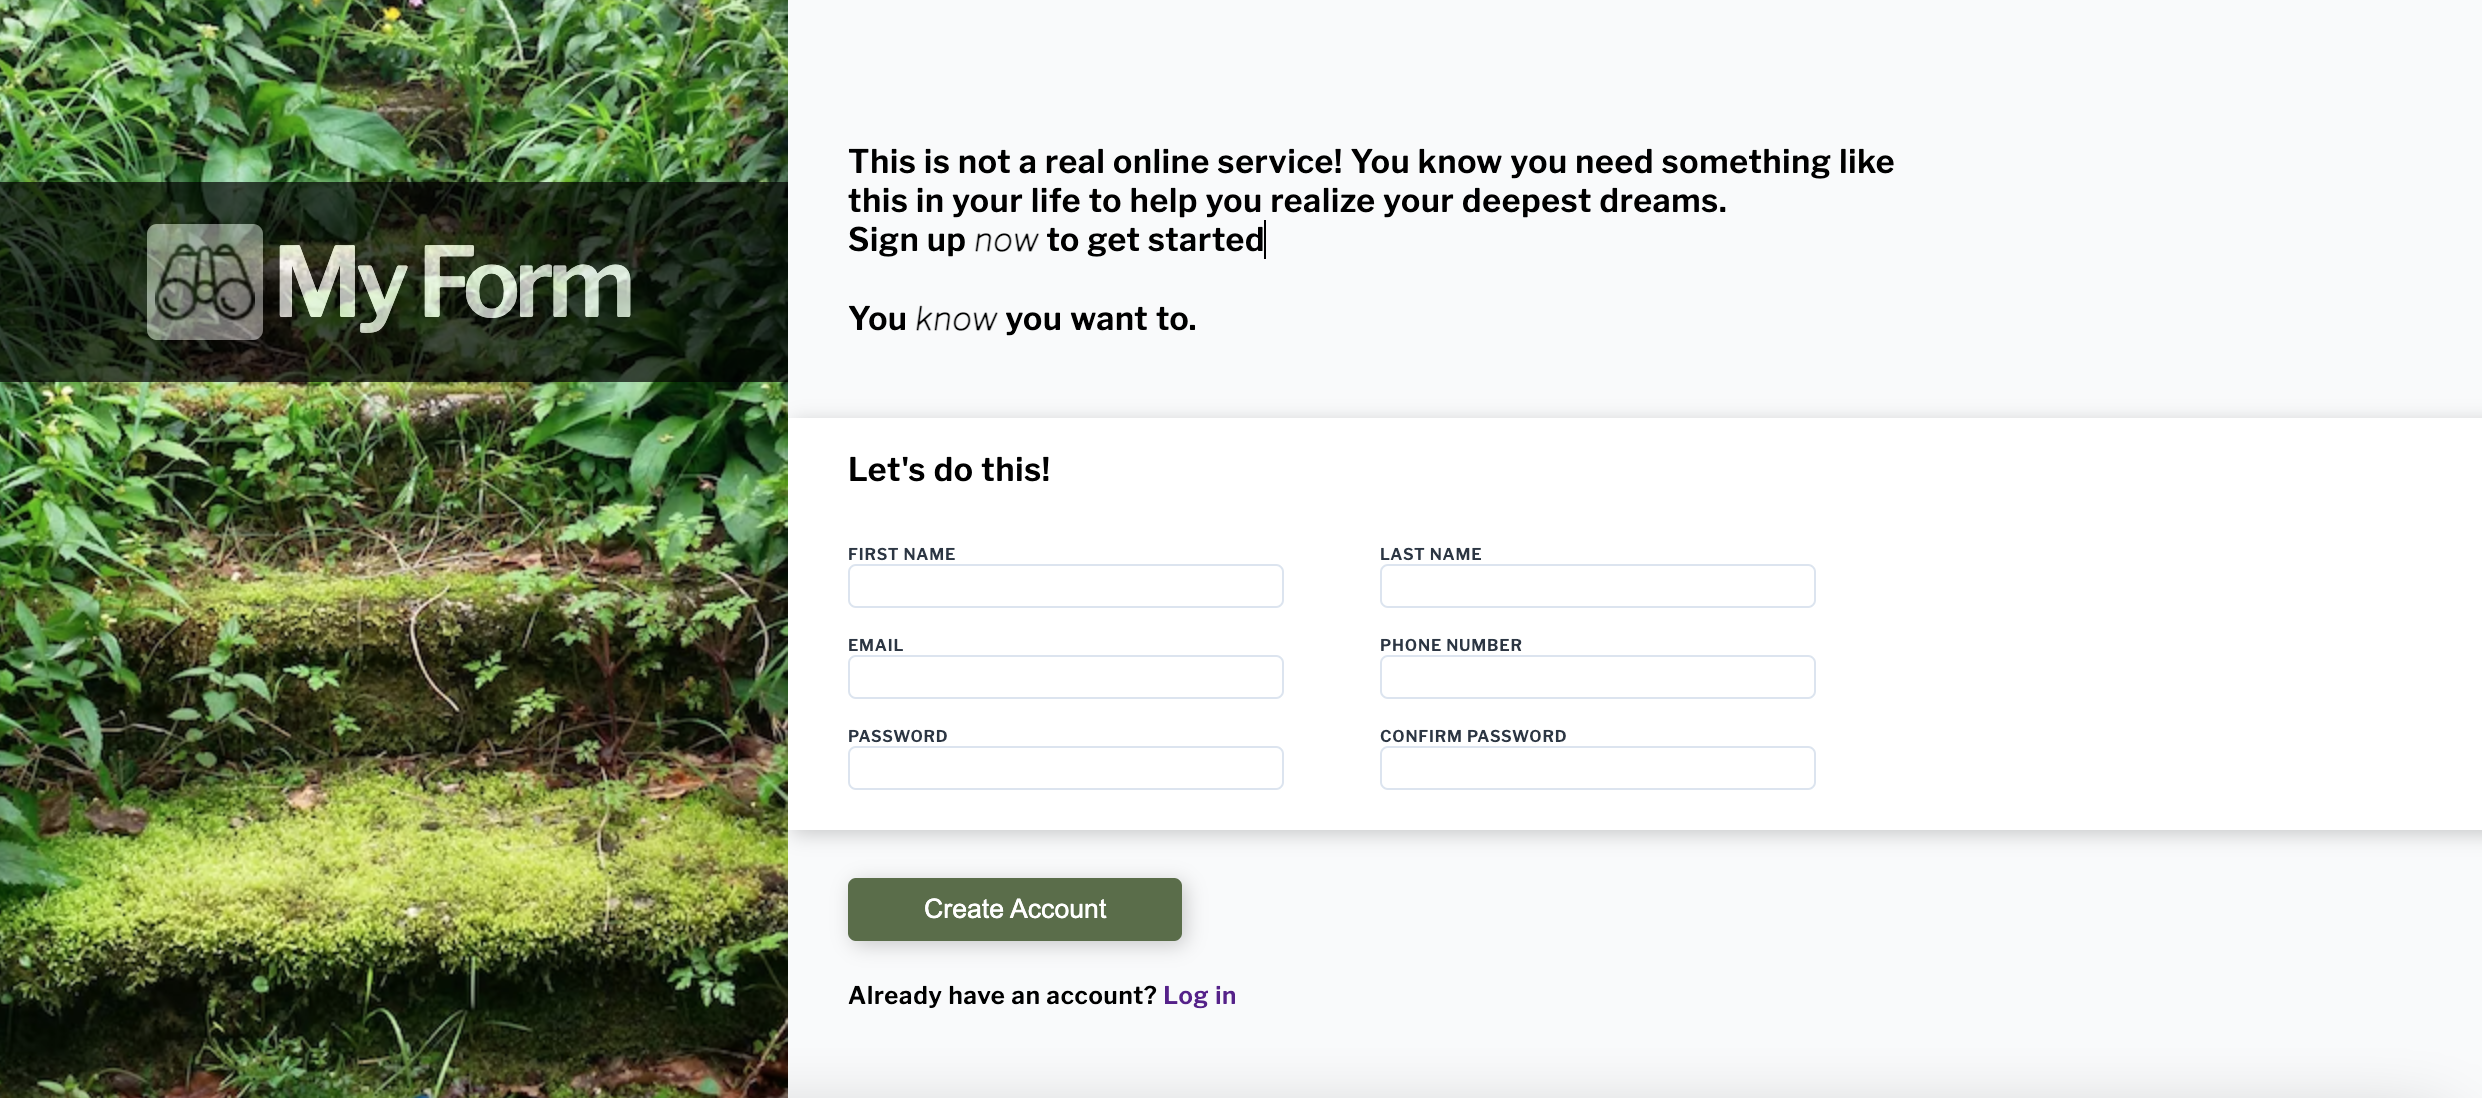 My Form
This is not a real online service! You know you need something like
this in your life to help you realize your deepest dreams.
Sign up now to get started
You know you want to.
Let's do this!
FIRST NAME
LAST NAME
EMAIL
PHONE NUMBER
PASSWORD
CONFIRM PASSWORD
Create Account
Already have an account? Log in